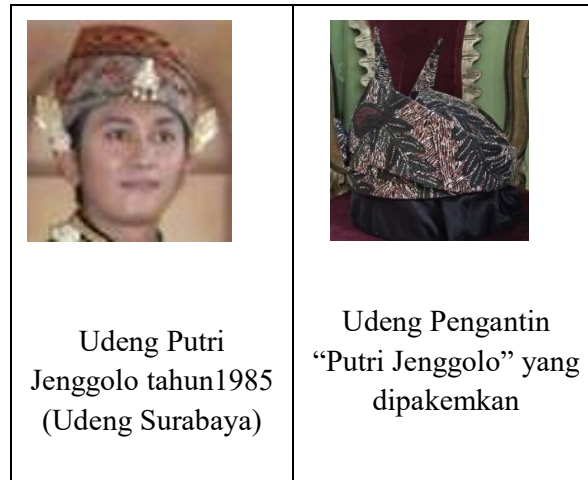 Udeng Putri
Jenggolo tahun1985
(Udeng Surabaya)
Udeng Pengantin
“Putri Jenggolo” yang
dipakemkan